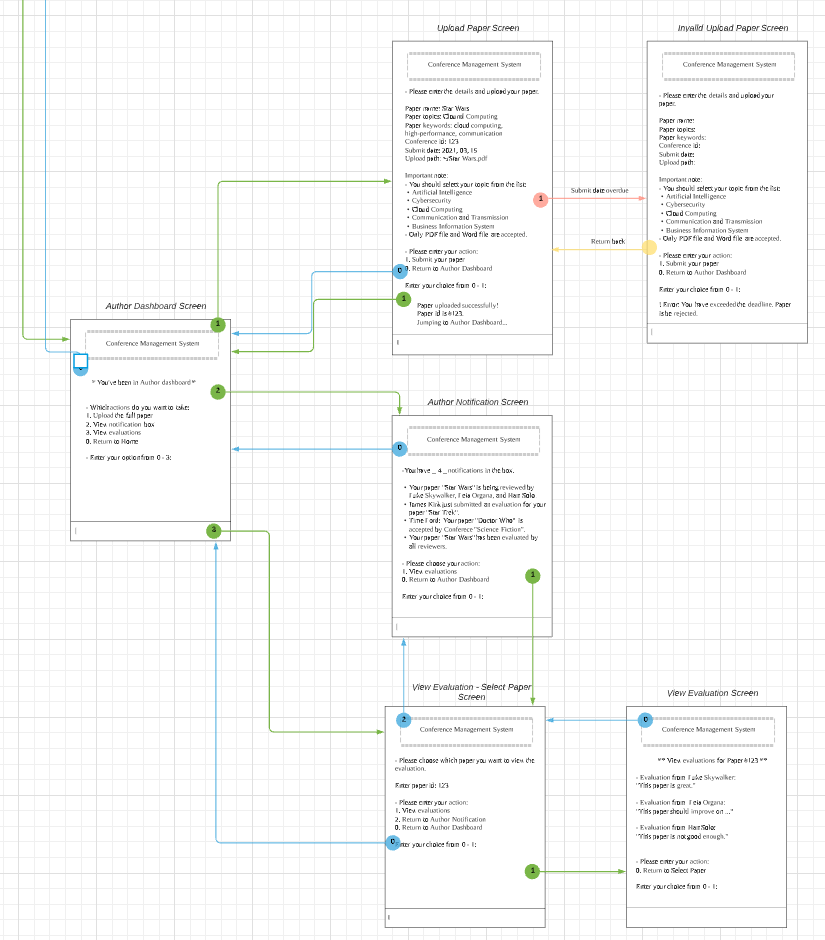 Upload Paper Screen
Conference Management System
- Please enter the details and upload your paper.
Paper name: Star Wars
Paper topics: Clound Computing
Paper keywords: cloud computing,
high-performance, communication
Conference id: 123
Submit date: 2021, 03, 15
Upload path: ~/Star Wars.pdf
Important note:
- You should select your topic from the list:
• Artificial Intelligence
• Cybersecurity
• Cloud Computing
• Communication and Transmission
• Business Information System
- Only PDF file and Word file are accepted.
- Please enter your action:
1. Submit your paper
0. Return to Author Dashboard
Enter your choice from 0 - 1:
Paper uploaded successfully!
Paper id is #123.
Jumping to Author Dashboard...
1
0
1
Submit date overdue
Return back
Invalid Upload Paper Screen
Conference Management System
- Please enter the details and upload your
paper.
Paper name:
Paper topics:
Paper keywords:
Conference id:
Submit date:
Upload path:
Important note:
- You should select your topic from the list:
• Artificial Intelligence
• Cybersecurity
• Cloud Computing
• Communication and Transmission
• Business Information System
- Only PDF file and Word file are accepted.
- Please enter your action:
1. Submit your paper
0. Return to Author Dashboard
Enter your choice from 0 - 1:
! Error: You have exceeded the deadline. Paper
is be rejected.
Author Dashboard Screen
1
Conference Management System
* You've been in Author dashboard *
2
- Which actions do you want to take:
1. Upload the full paper
2. View notification box
3. View evaluations
0. Return to Home
- Enter your option from 0 - 3:
3
Author Notification Screen
Conference Management System
0
-You have _ 4 _ notifications in the box.
• Your paper "Star Wars" is being reviewed by
Luke Skywalker, Leia Organa, and Han Solo
• James Kirk just submitted an evaluation for your
paper "Star Trek".
• Time Lord: Your paper "Doctor Who" is
accepted by Conferece "Science Fiction".
• Your paper "Star Wars" has been evaluated by
all reviewers.
- Please choose your action:
1. View evaluations
0. Return to Author Dashboard
1
Enter your choice from 0 - 1:
View Evaluation - Select Paper
Screen
2
Conference Management System
- Please choose which paper you want to view the
evaluation.
Enter paper id: 123
- Please enter your action:
1. View evaluations
2. Return to Author Notification
0. Return to Author Dashboard
0
Enter your choice from 0 - 1:
1
View Evaluation Screen
0
Conference Management System
** View evaluations for Paper #123 **
- Evaluation from Luke Skywalker:
"This paper is great."
- Evaluation from Leia Organa:
"This paper should improve on ..."
- Evaluation from Han Solo:
"This paper is not good enough."
- Please enter your action:
0. Return to Select Paper
Enter your choice from 0 - 1: